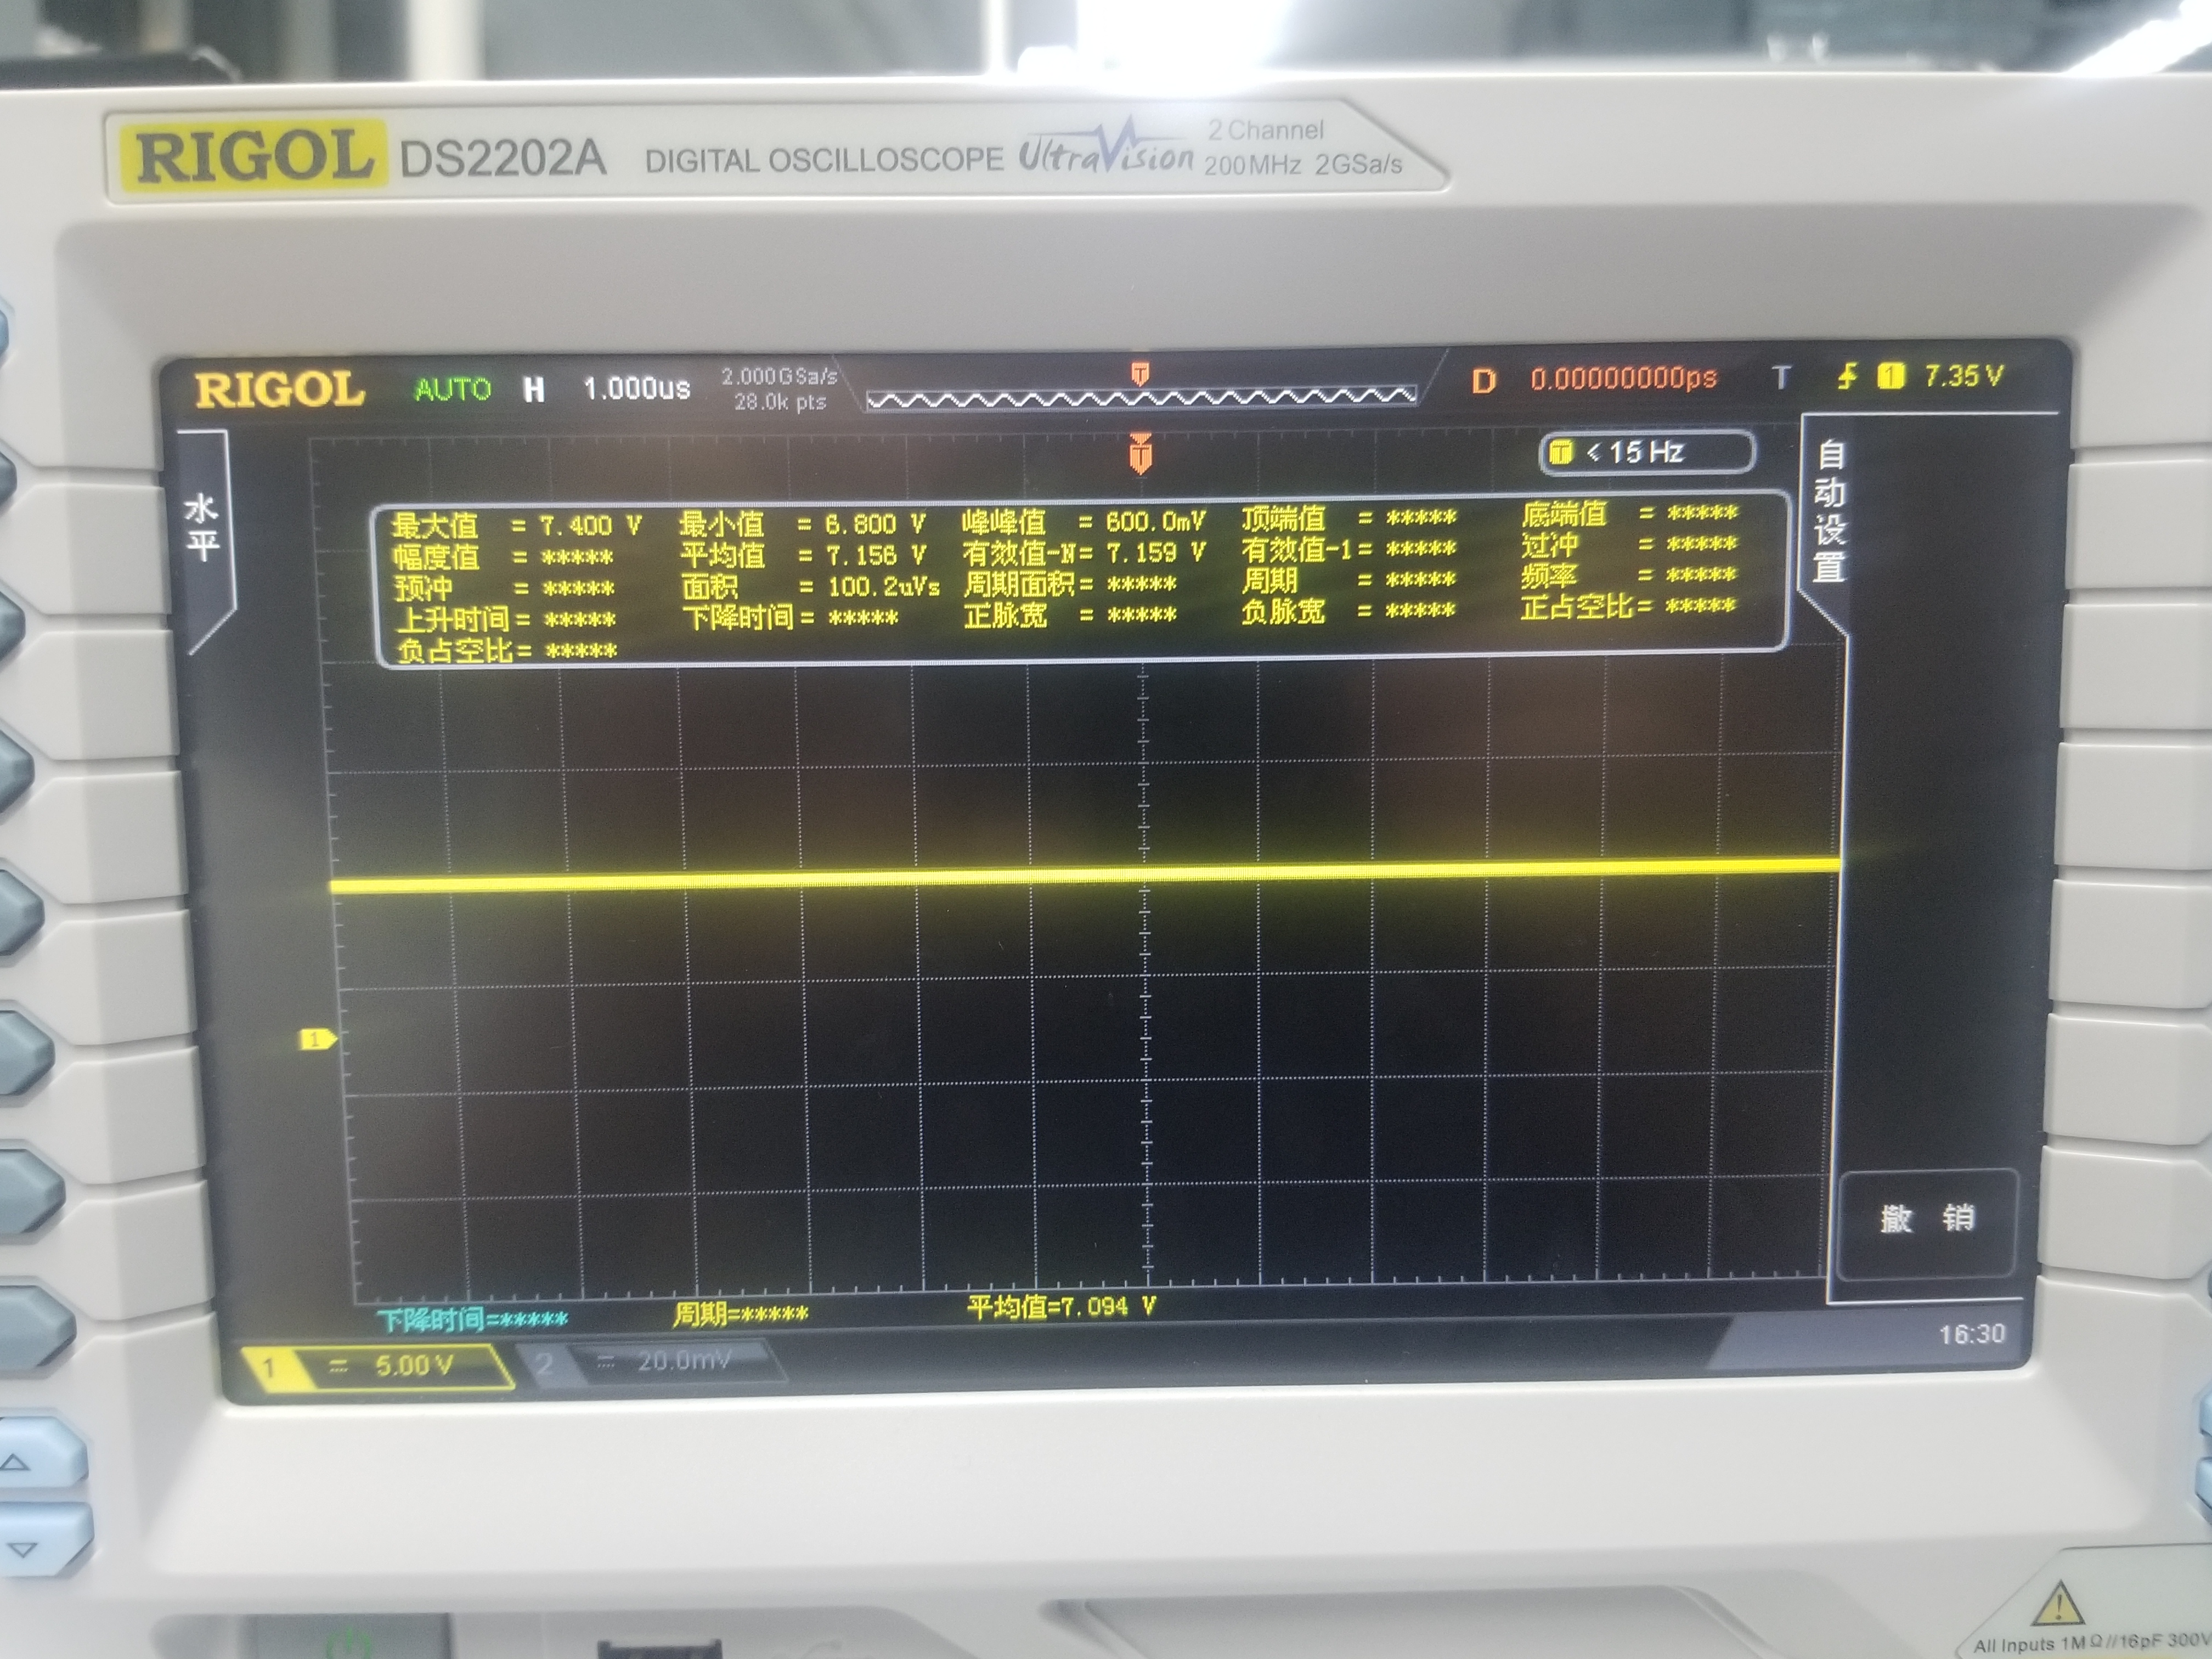 RIGOL DS2202A DIGITAL OSCILLOSCOPE UltraVision 2 Channel
200MHz 2GSa/s
RIGOL AUTO H 1.000us 2.000GSa/s
28.0k pts
T
D 0.00000000ps T 1 7.35 V
水平
T
T < 15 Hz
自动设置
最大值 = 7.400 V 最小值 = 6.800 V 峰峰值 = 600.0mV 顶端值 = ***** 底端值 = *****
幅度值 = ***** 平均值 = 7.156 V 有效值-N= 7.159 V 有效值-1= ***** 过冲 = *****
预冲 = ***** 面积 = 100.2uVs 周期面积= ***** 周期 = ***** 频率 = *****
上升时间= ***** 下降时间= ***** 正脉宽 = ***** 负脉宽 = ***** 正占空比= *****
负占空比= *****
1
撤 销
下降时间=***** 周期=***** 平均值=7.094 V
1 5.00 V 2 20.0mV
16:30
All Inputs 1MΩ//16pF 300V